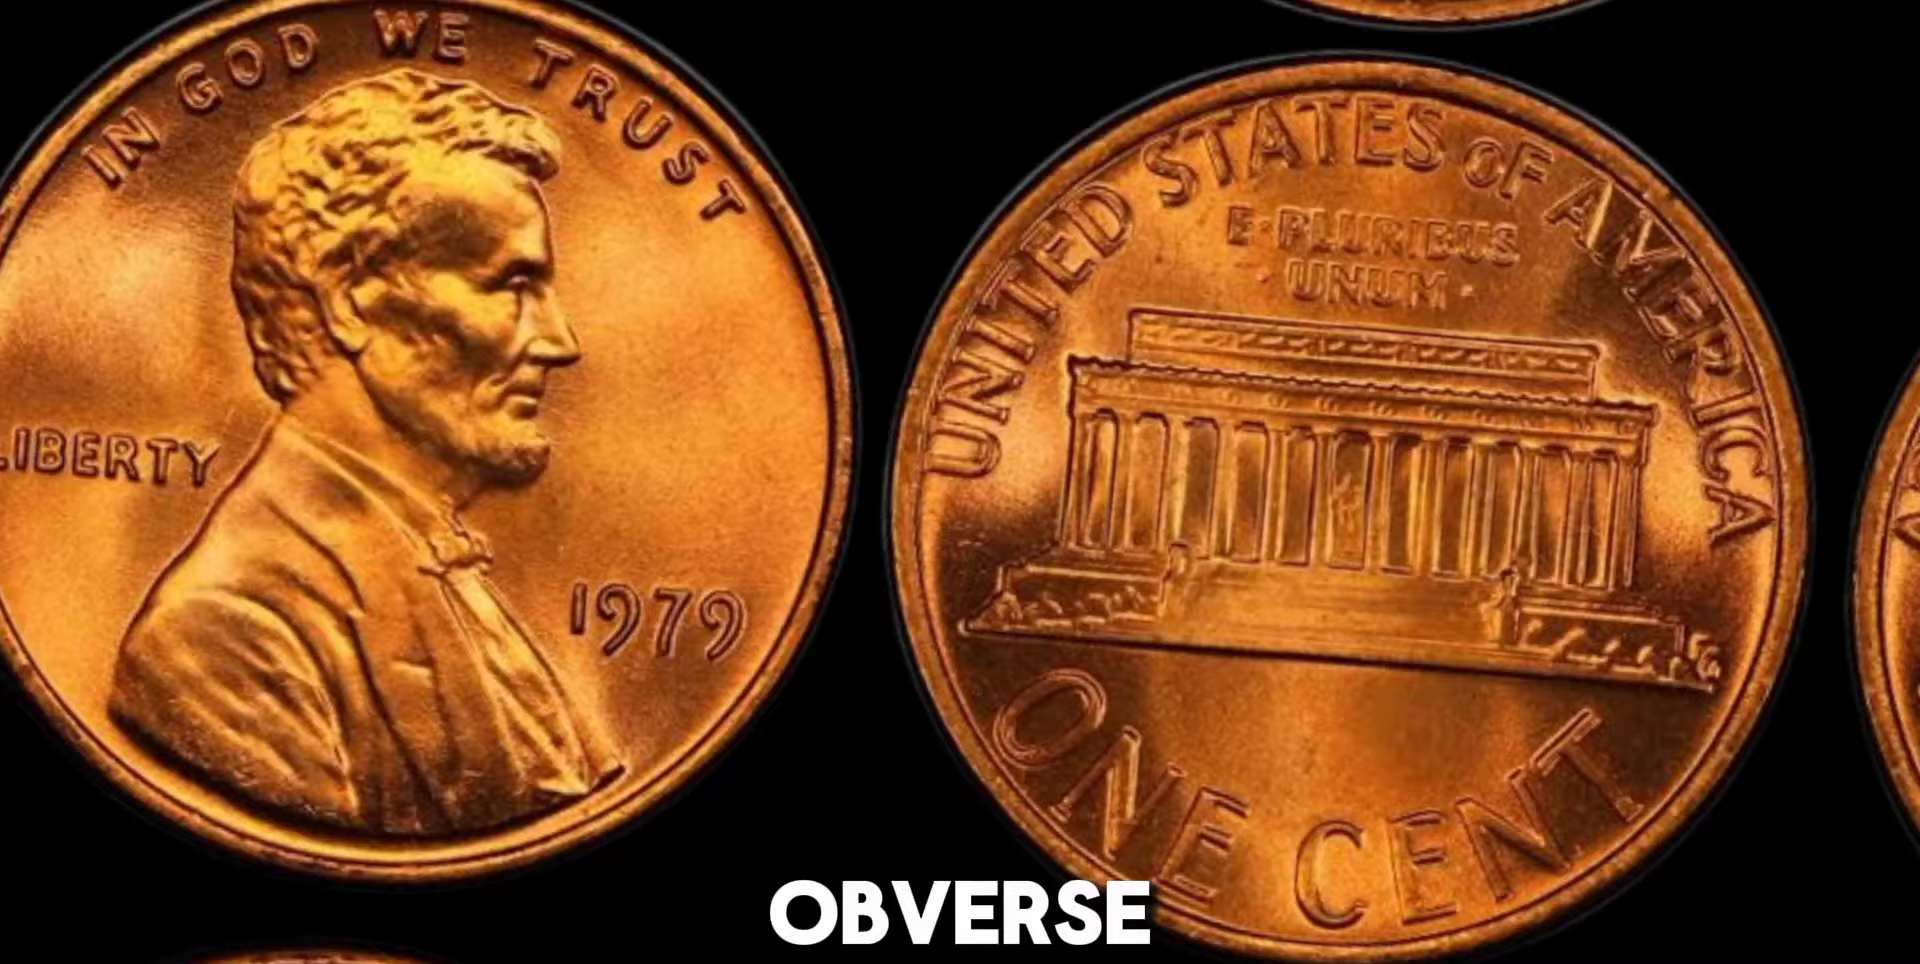 IN GOD WE TRUST
LIBERTY
1979
UNITED STATES OF AMERICA
E·PLURIBUS
·UNUM·
ONE CENT
OBVERSE